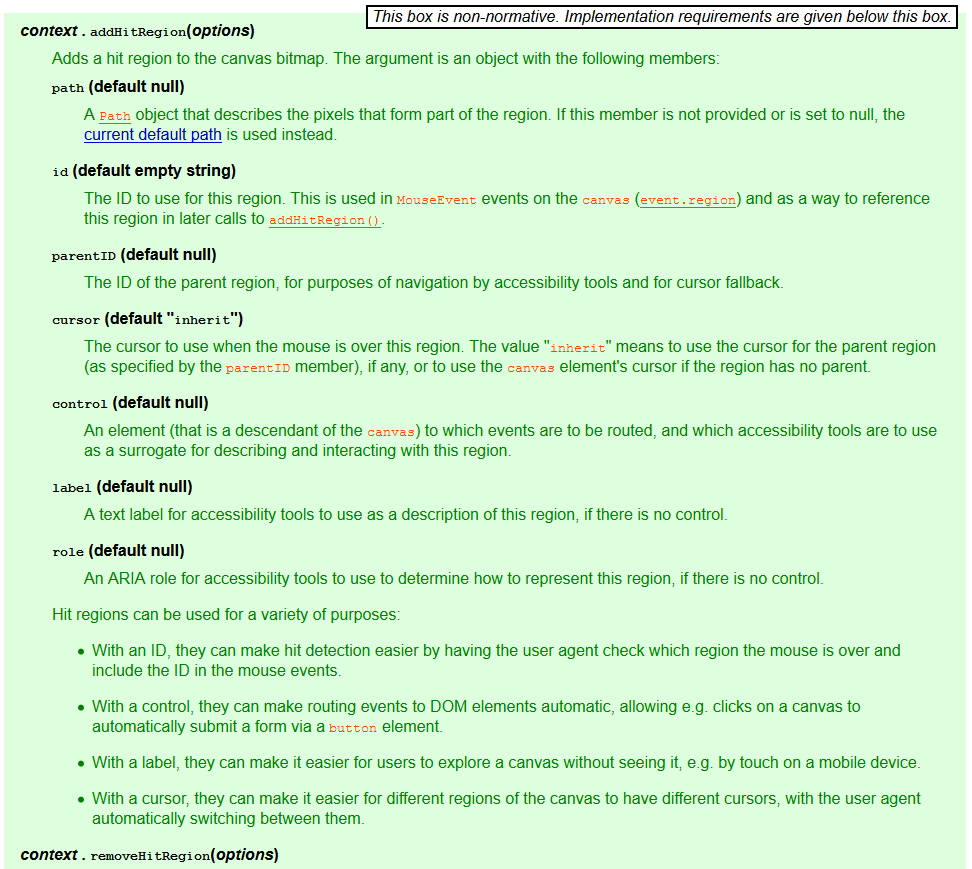 This box is non-normative. Implementation requirements are given below this box.
context . addHitRegion(options)
Adds a hit region to the canvas bitmap. The argument is an object with the following members:
path (default null)
A Path object that describes the pixels that form part of the region. If this member is not provided or is set to null, the
current default path is used instead.
id (default empty string)
The ID to use for this region. This is used in MouseEvent events on the canvas (event.region) and as a way to reference
this region in later calls to addHitRegion().
parentID (default null)
The ID of the parent region, for purposes of navigation by accessibility tools and for cursor fallback.
cursor (default "inherit")
The cursor to use when the mouse is over this region. The value "inherit" means to use the cursor for the parent region
(as specified by the parentID member), if any, or to use the canvas element's cursor if the region has no parent.
control (default null)
An element (that is a descendant of the canvas) to which events are to be routed, and which accessibility tools are to use
as a surrogate for describing and interacting with this region.
label (default null)
A text label for accessibility tools to use as a description of this region, if there is no control.
role (default null)
An ARIA role for accessibility tools to use to determine how to represent this region, if there is no control.
Hit regions can be used for a variety of purposes:
• With an ID, they can make hit detection easier by having the user agent check which region the mouse is over and
include the ID in the mouse events.
• With a control, they can make routing events to DOM elements automatic, allowing e.g. clicks on a canvas to
automatically submit a form via a button element.
• With a label, they can make it easier for users to explore a canvas without seeing it, e.g. by touch on a mobile device.
• With a cursor, they can make it easier for different regions of the canvas to have different cursors, with the user agent
automatically switching between them.
context . removeHitRegion(options)